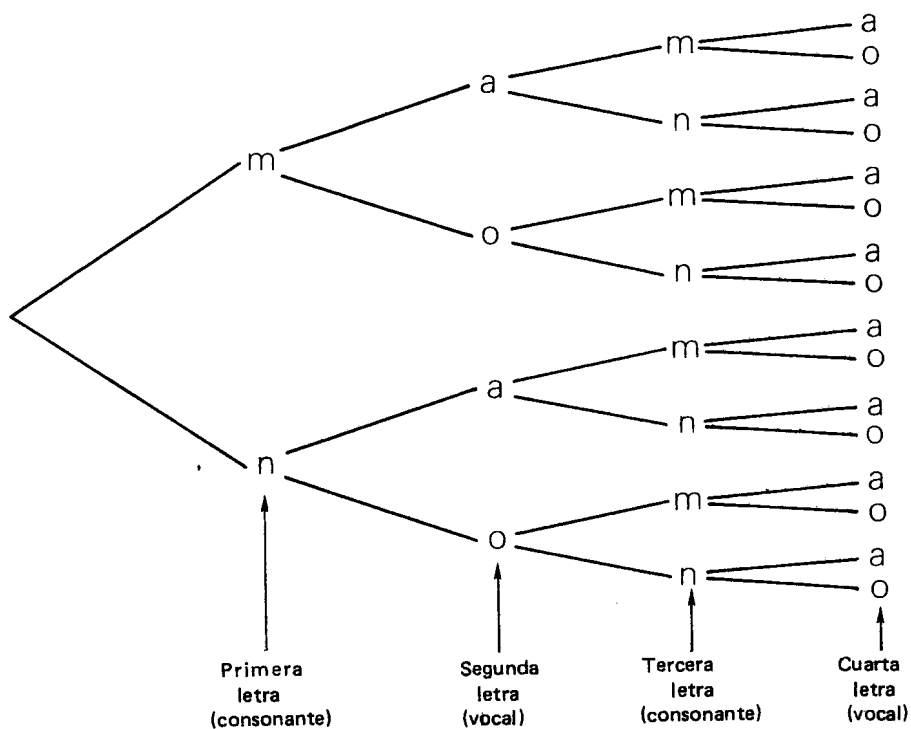 a
m
o
a
a
n
o
m
a
m
o
o
a
n
o
a
m
o
a
a
n
o
n
a
m
o
o
a
n
o
Primera
letra
(consonante)
Segunda
letra
(vocal)
Tercera
letra
(consonante)
Cuarta
letra
(vocal)